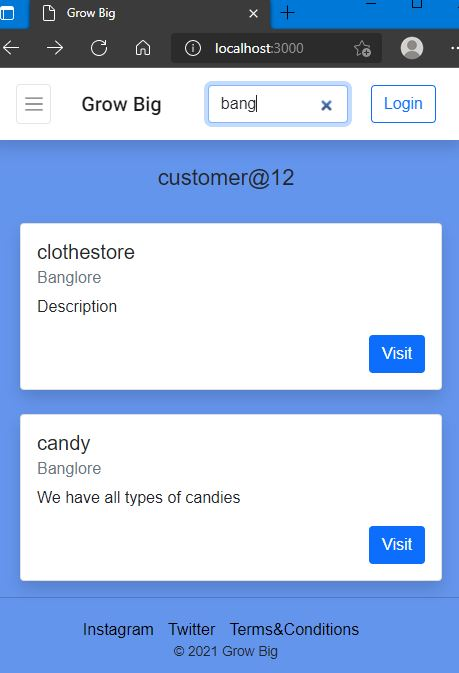 Grow Big
localhost:3000
Grow Big
bang
Login
customer@12
clothestore
Banglore
Description
Visit
candy
Banglore
We have all types of candies
Visit
Instagram Twitter Terms&Conditions
© 2021 Grow Big